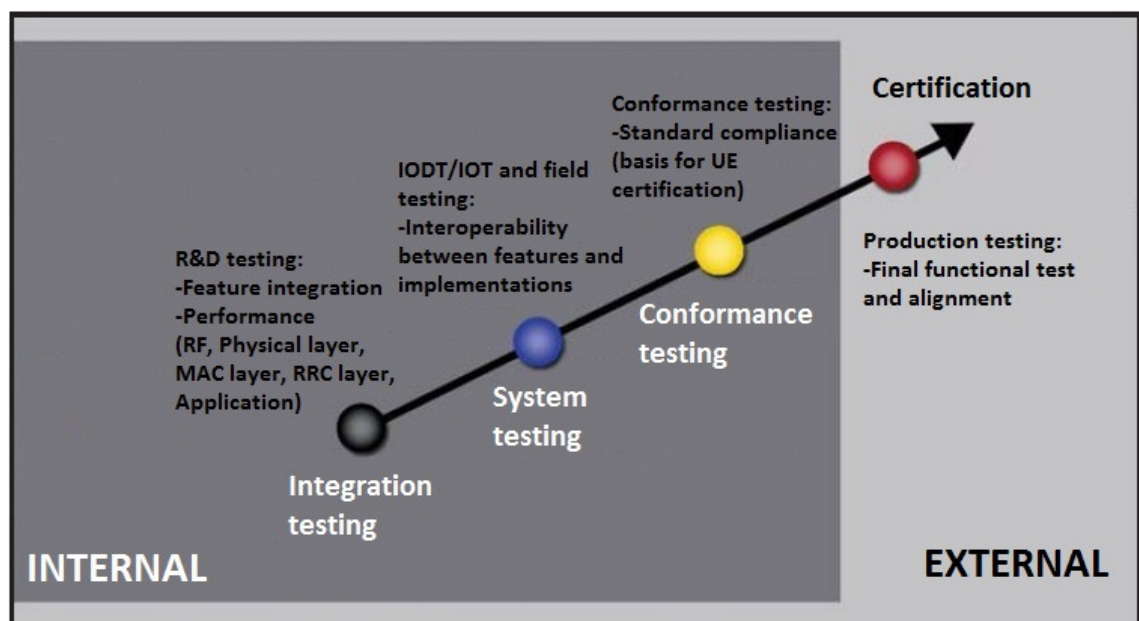 Certification
Conformance testing:
-Standard compliance
(basis for UE
certification)
IODT/IOT and field
testing:
-Interoperability
between features and
implementations
R&D testing:
-Feature integration
-Performance
(RF, Physical layer,
MAC layer, RRC layer,
Application)
Production testing:
-Final functional test
and alignment
Conformance
testing
System
testing
Integration
testing
INTERNAL
EXTERNAL